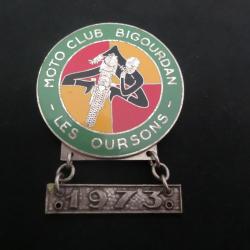 MOTO CLUB BIGOURDAN
- LES OURSONS -
1973